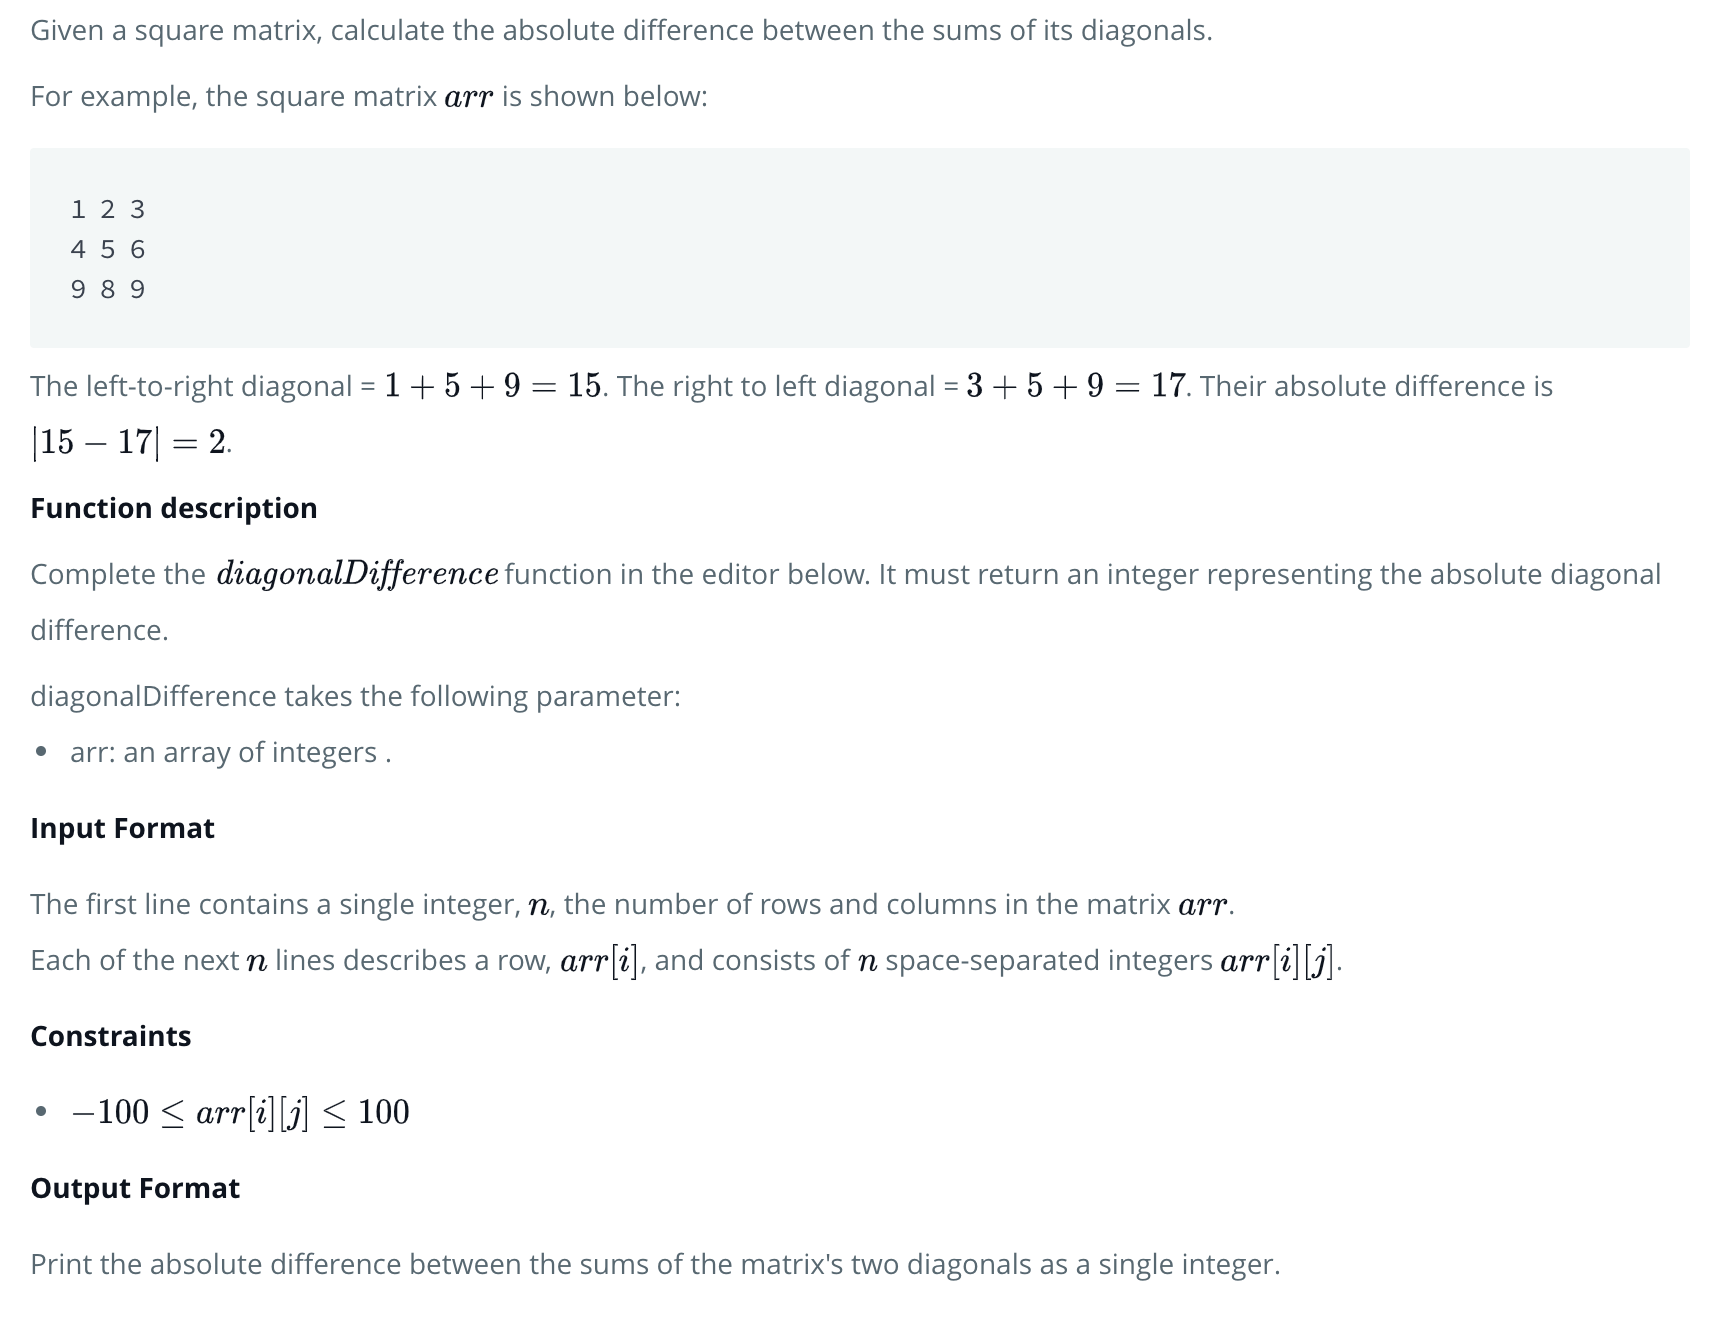 Given a square matrix, calculate the absolute difference between the sums of its diagonals.
For example, the square matrix arr is shown below:
1 2 3
4 5 6
9 8 9
The left-to-right diagonal = 1 + 5 + 9 = 15. The right to left diagonal = 3 + 5 + 9 = 17. Their absolute difference is
|15 − 17| = 2.
Function description
Complete the diagonalDifference function in the editor below. It must return an integer representing the absolute diagonal
difference.
diagonalDifference takes the following parameter:
• arr: an array of integers .
Input Format
The first line contains a single integer, n, the number of rows and columns in the matrix arr.
Each of the next n lines describes a row, arr[i], and consists of n space-separated integers arr[i][j].
Constraints
• −100 ≤ arr[i][j] ≤ 100
Output Format
Print the absolute difference between the sums of the matrix's two diagonals as a single integer.